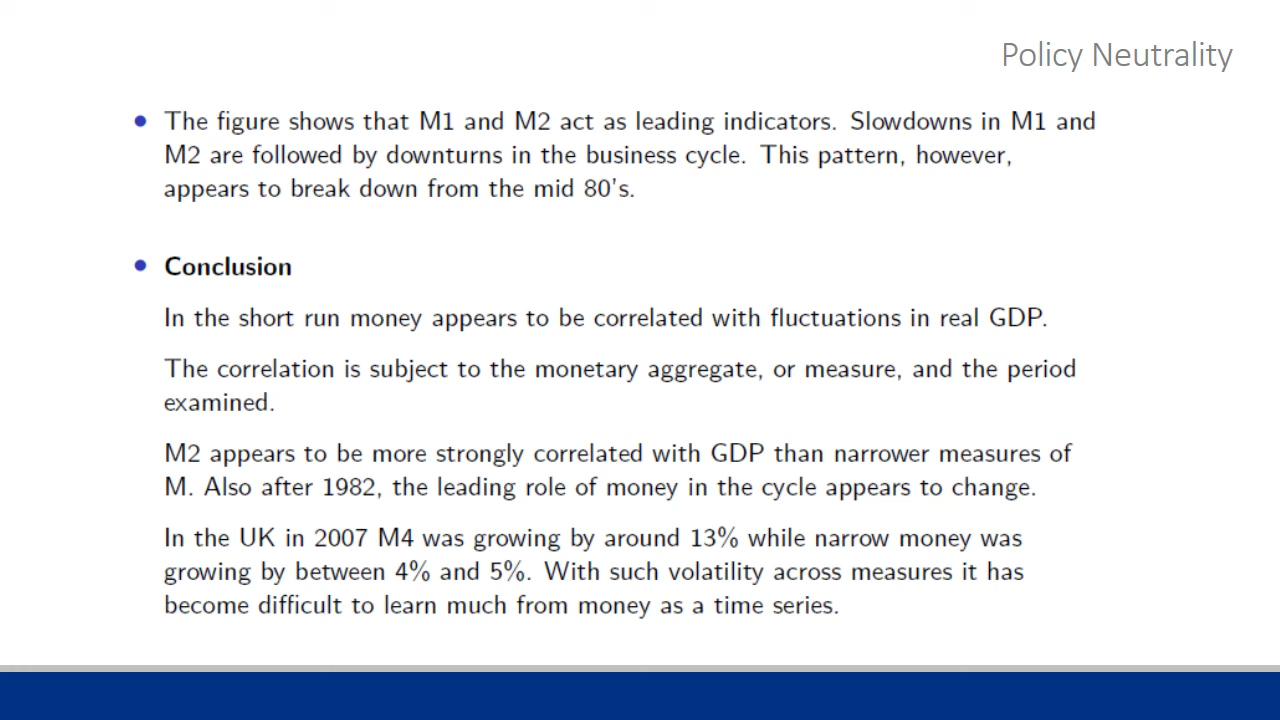 Policy Neutrality
• The figure shows that M1 and M2 act as leading indicators. Slowdowns in M1 and
M2 are followed by downturns in the business cycle. This pattern, however,
appears to break down from the mid 80's.
• Conclusion
In the short run money appears to be correlated with fluctuations in real GDP.
The correlation is subject to the monetary aggregate, or measure, and the period
examined.
M2 appears to be more strongly correlated with GDP than narrower measures of
M. Also after 1982, the leading role of money in the cycle appears to change.
In the UK in 2007 M4 was growing by around 13% while narrow money was
growing by between 4% and 5%. With such volatility across measures it has
become difficult to learn much from money as a time series.